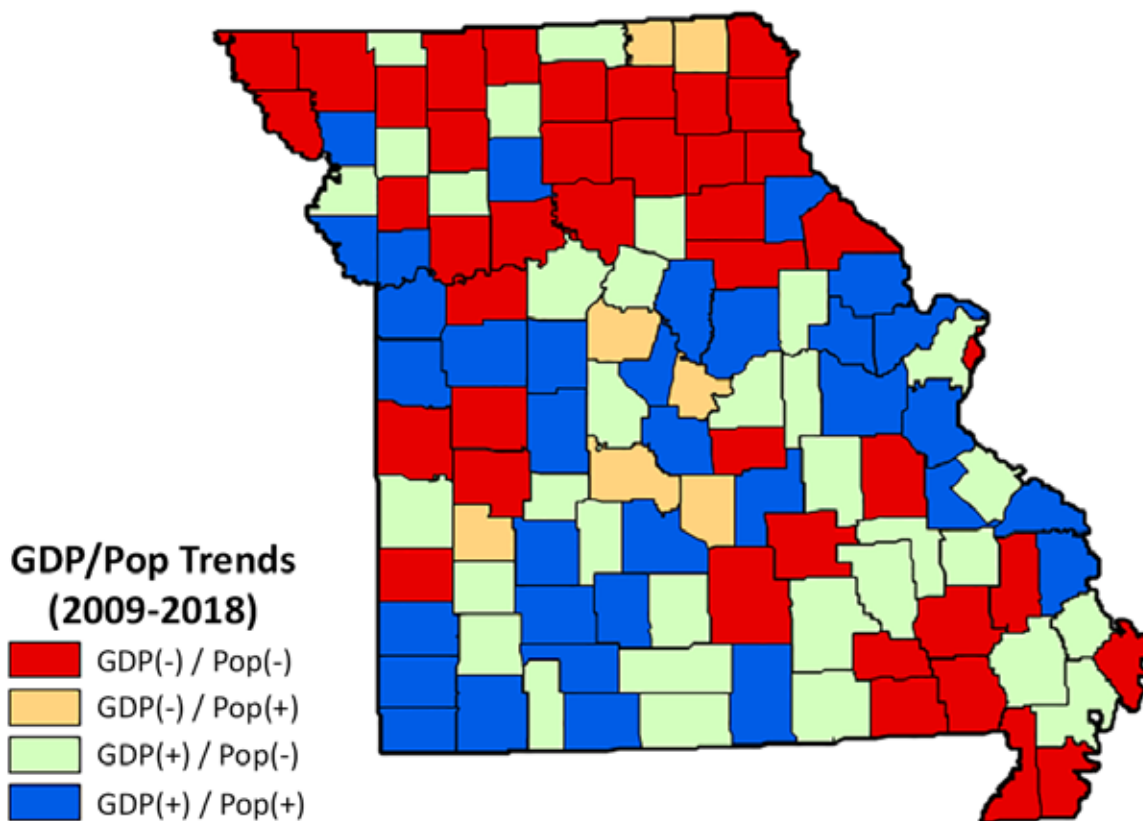 GDP/Pop Trends
(2009-2018)
GDP(-) / Pop(-)
GDP(-) / Pop(+)
GDP(+) / Pop(-)
GDP(+) / Pop(+)